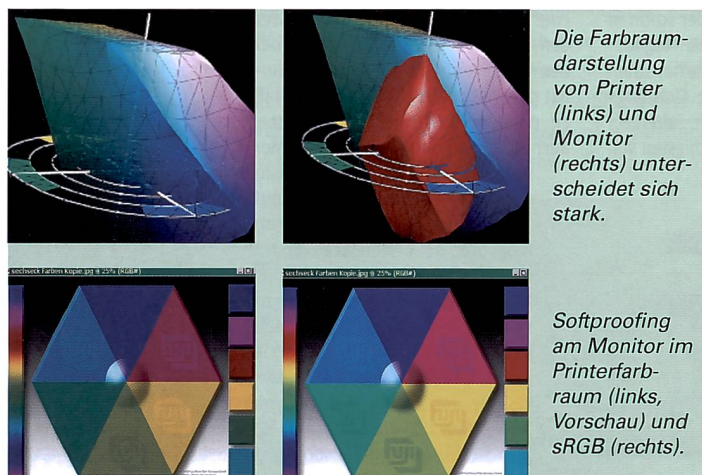 Die Farbraum-
darstellung
von Printer
(links) und
Monitor
(rechts) unter-
scheidet sich
stark.
sechseck Farben Kopie.jpg @ 25% (RGB#)
sechseck Farben Kopie.jpg @ 25% (RGB#)
Softproofing
am Monitor im
Printerfarb-
raum (links,
Vorschau) und
sRGB (rechts).